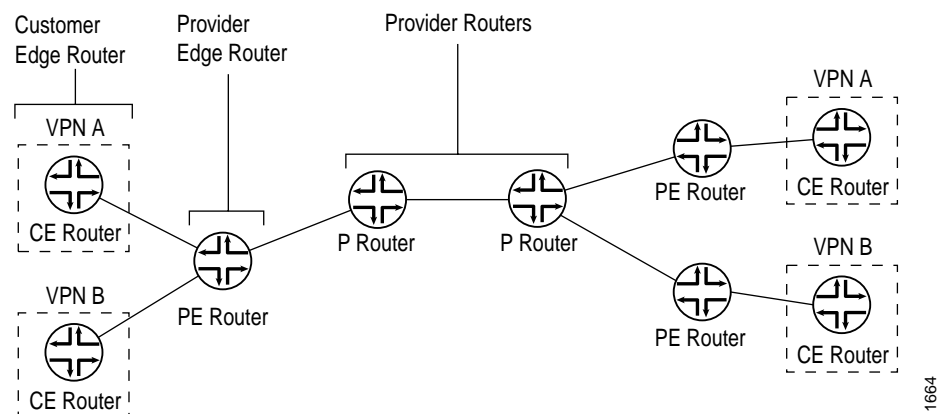 Customer
Edge Router
Provider
Edge Router
Provider Routers
VPN A
CE Router
VPN B
CE Router
PE Router
P Router
P Router
PE Router
PE Router
VPN A
CE Router
VPN B
CE Router
1664